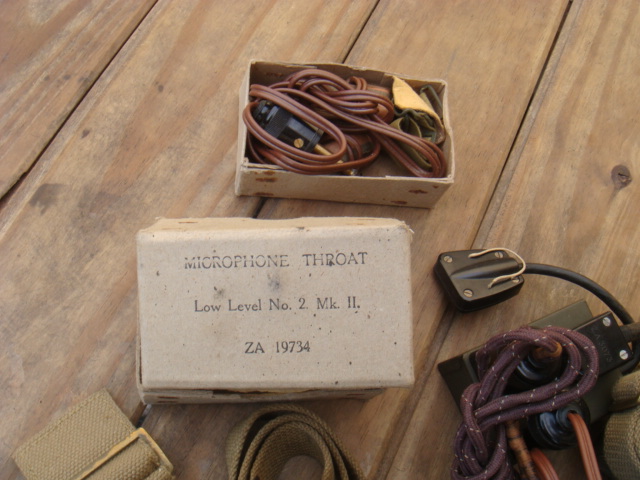 MICROPHONE THROAT
Low Level No. 2. Mk. II.
ZA 19734